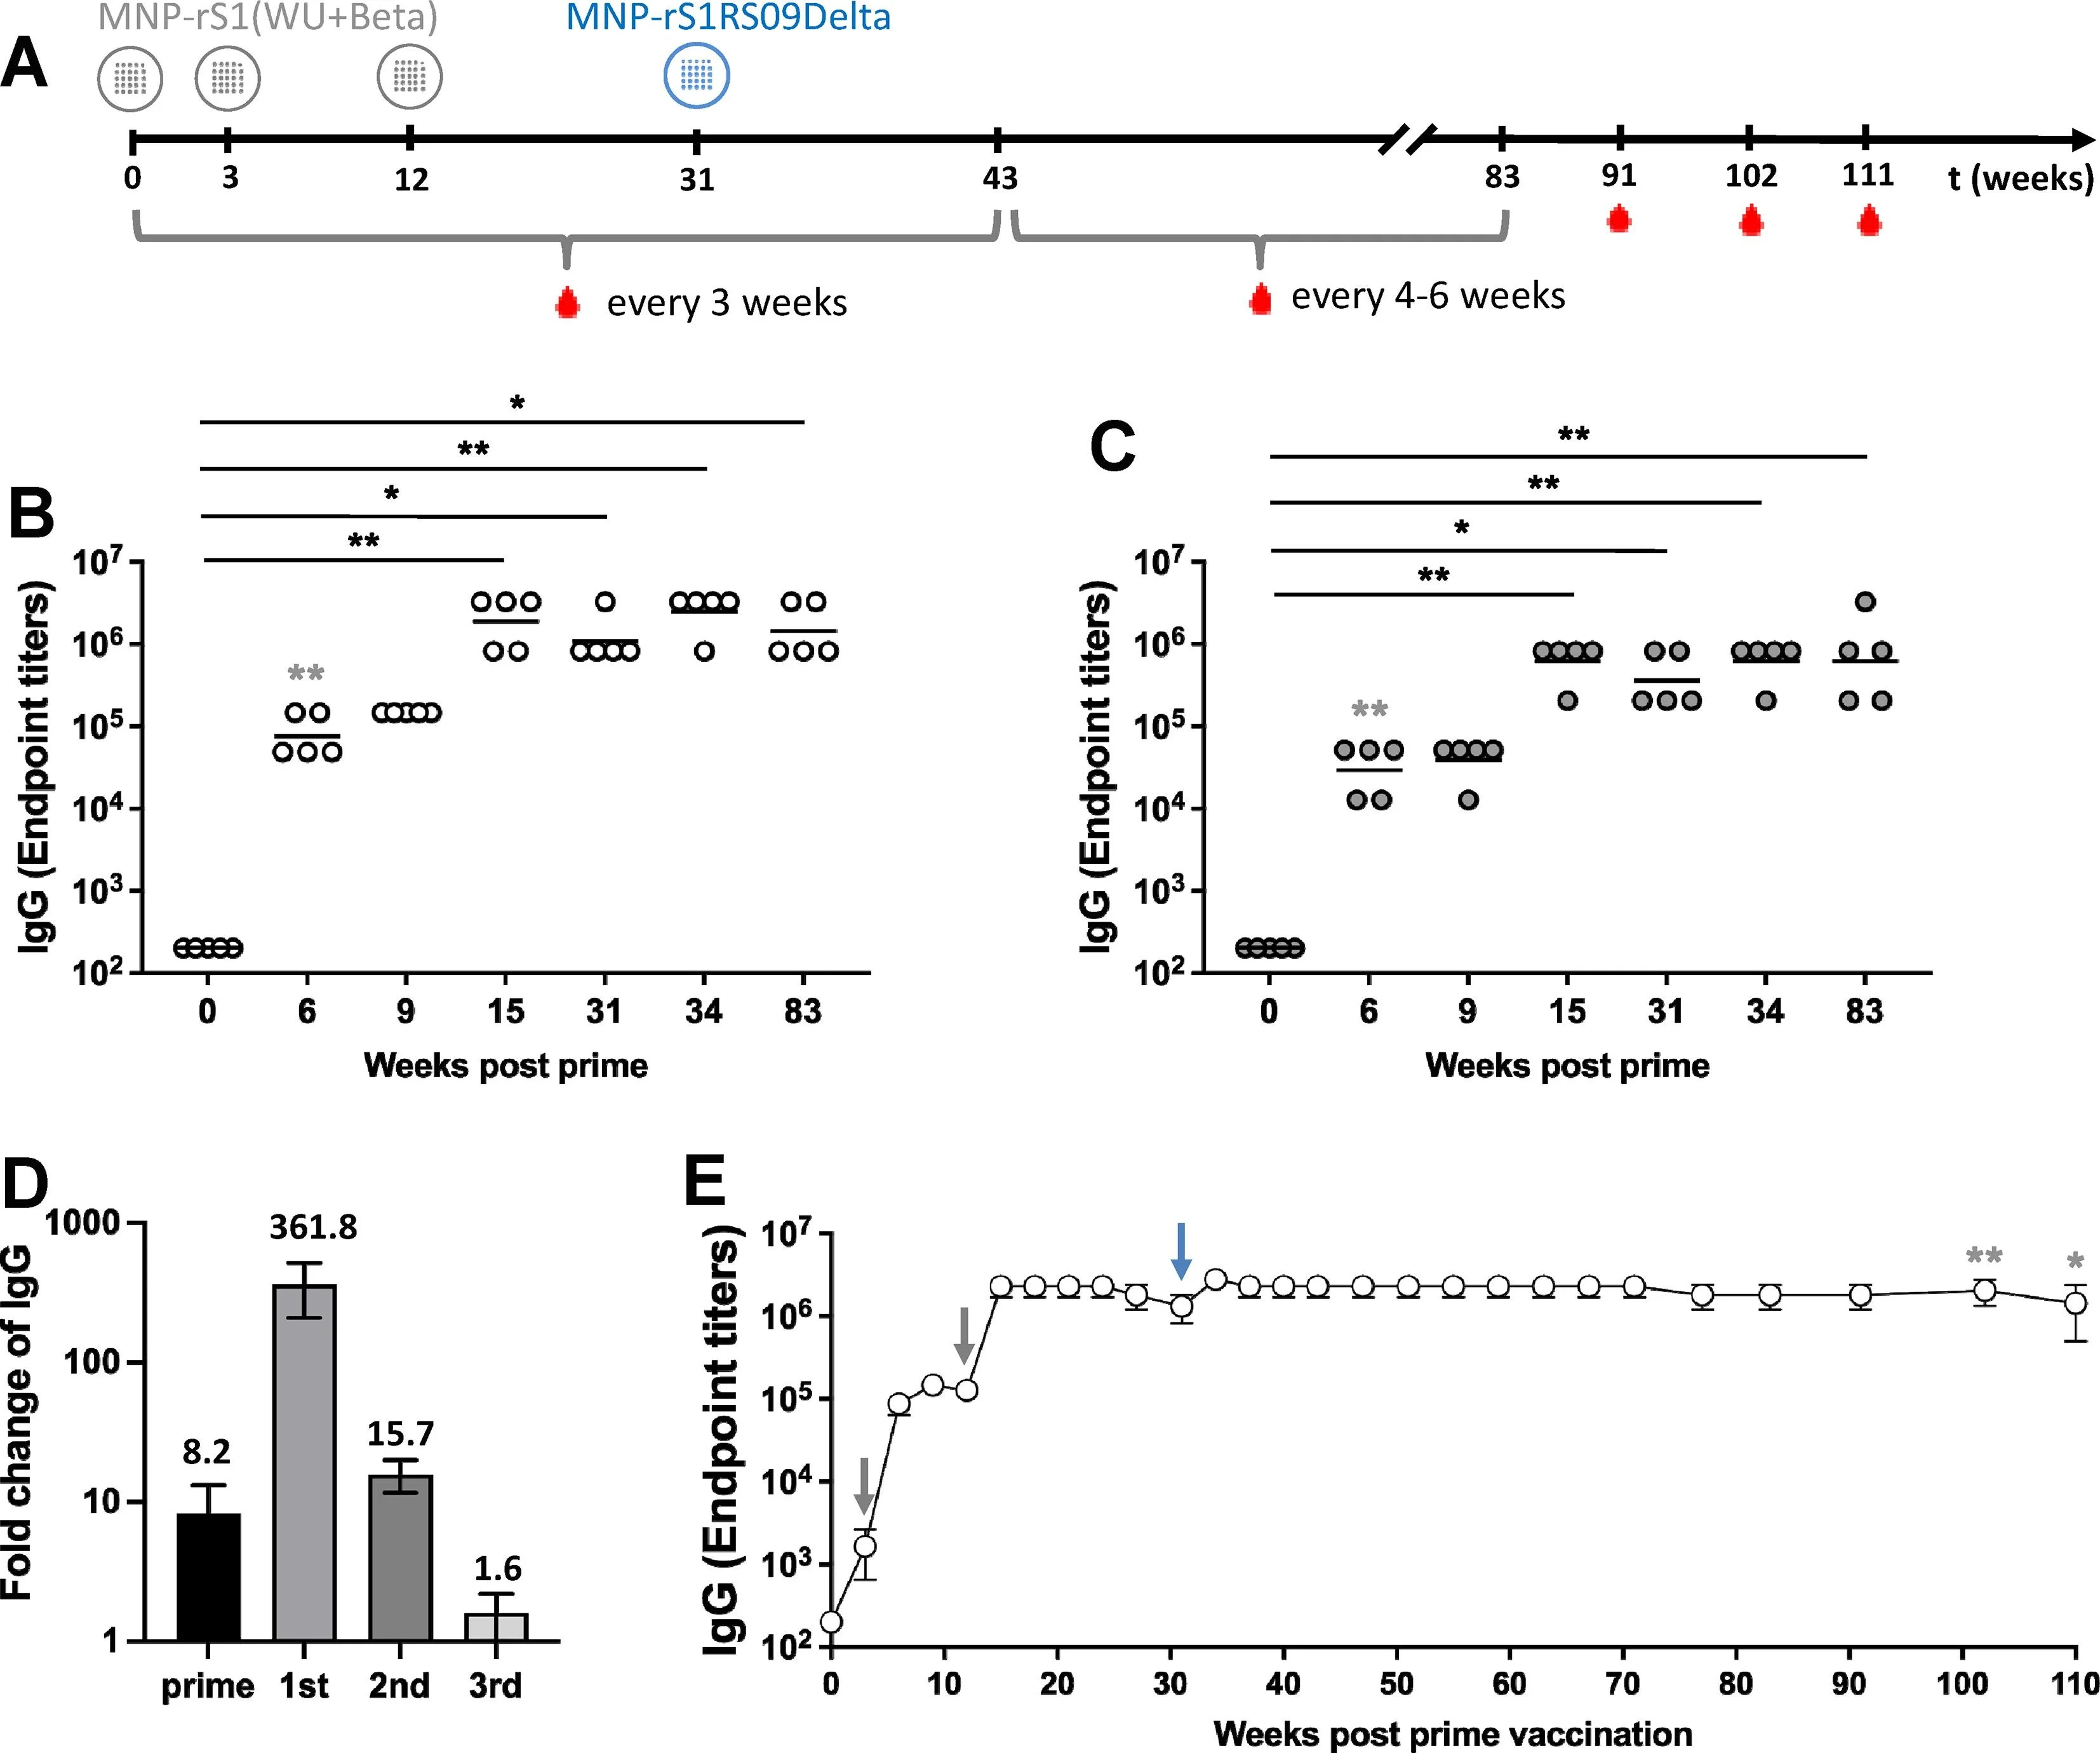 A
MNP-rS1(WU+Beta)
MNP-rS1RS09Delta
0 3 12 31 43 83 91 102 111 t (weeks)
every 3 weeks
every 4-6 weeks
B
*
**
*
**
IgG (Endpoint titers)
10⁷
10⁶
10⁵
10⁴
10³
10²
**
0 6 9 15 31 34 83
Weeks post prime
C
**
**
*
**
IgG (Endpoint titers)
10⁷
10⁶
10⁵
10⁴
10³
10²
**
0 6 9 15 31 34 83
Weeks post prime
D
Fold change of IgG
1000
100
10
1
8.2
361.8
15.7
1.6
prime 1st 2nd 3rd
E
IgG (Endpoint titers)
10⁷
10⁶
10⁵
10⁴
10³
10²
** *
0 10 20 30 40 50 60 70 80 90 100 110
Weeks post prime vaccination